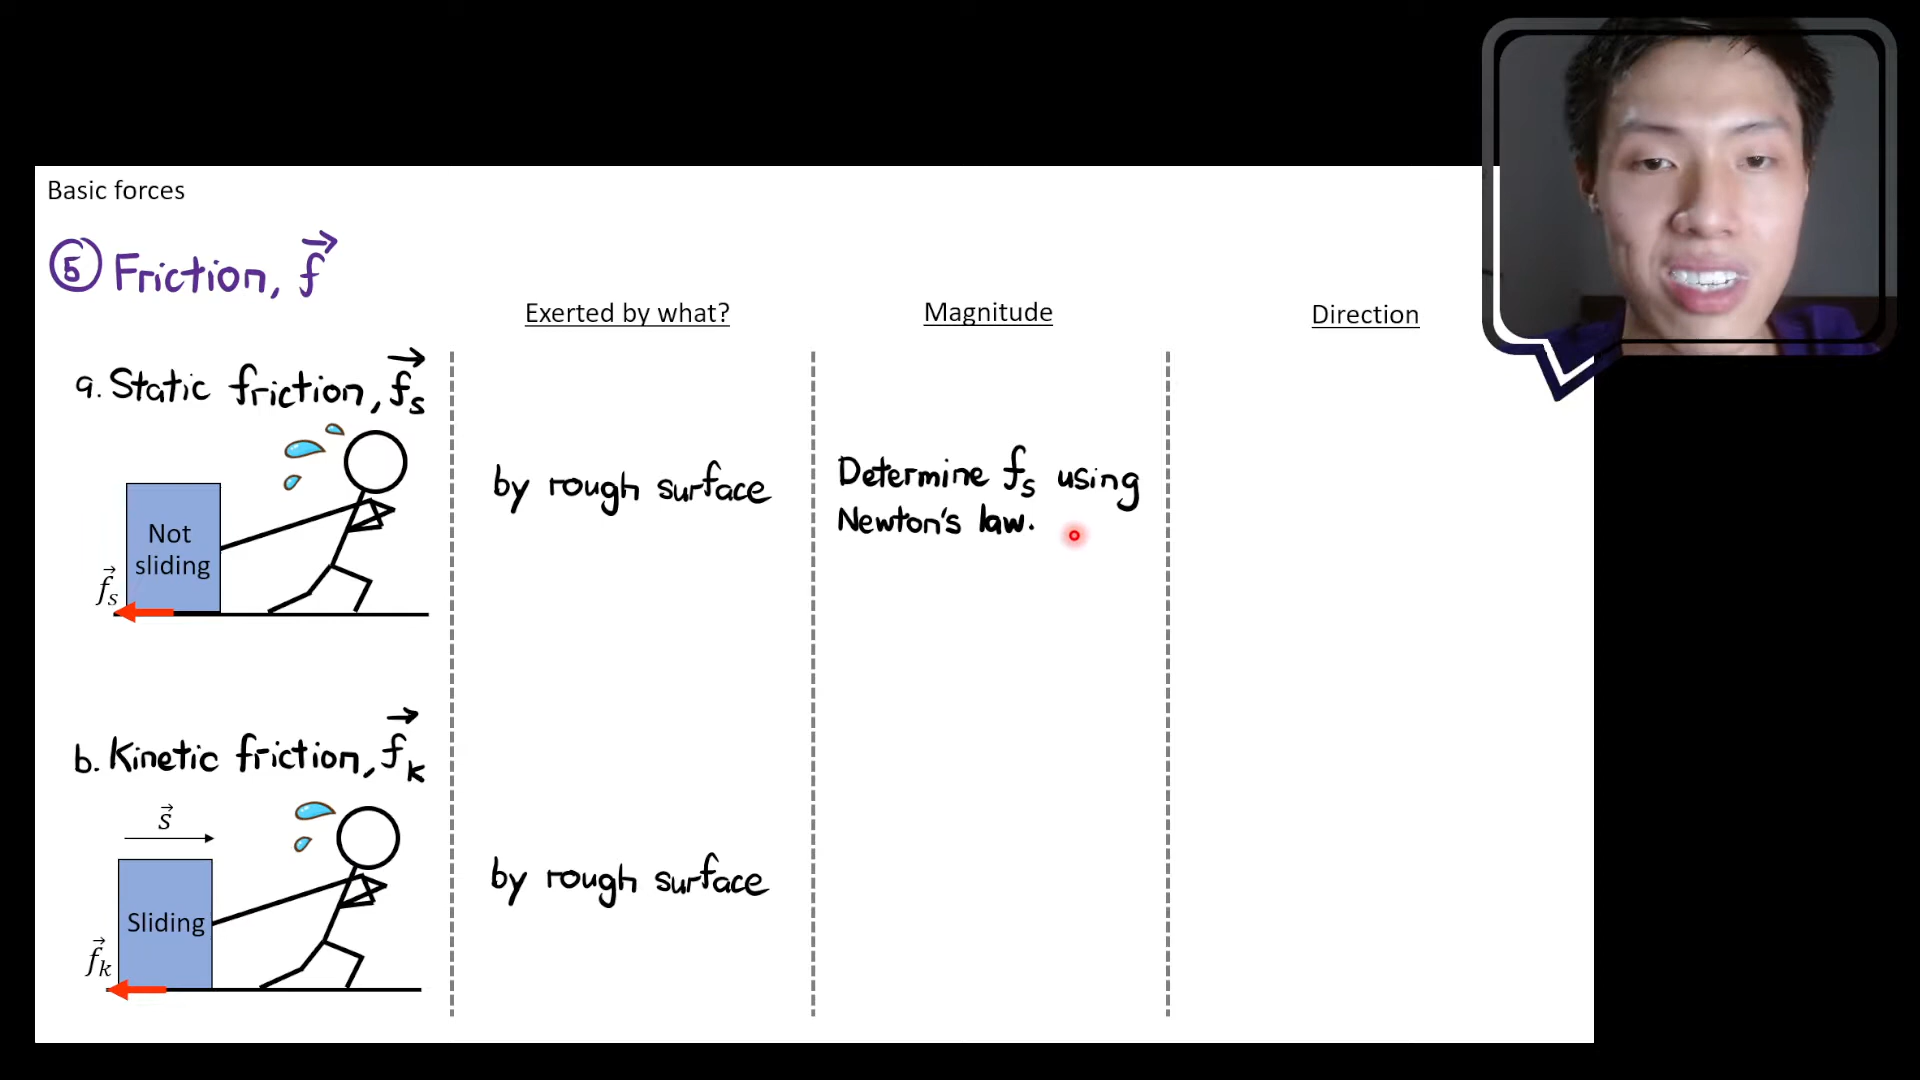 Basic forces
5 Friction, f⃗
Exerted by what?
Magnitude
Direction
a. Static friction, f⃗s
by rough surface
Determine fs using
Newton's law.
Not
sliding
f⃗s
b. Kinetic friction, f⃗k
s⃗
by rough surface
Sliding
f⃗k